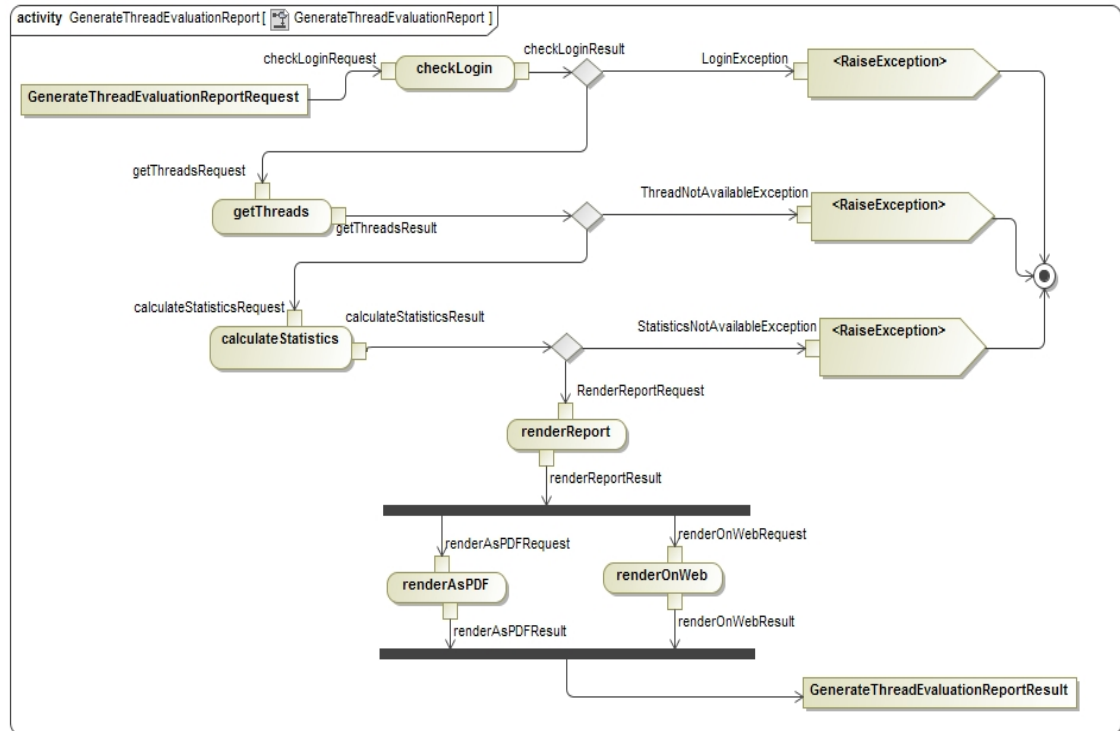 activity GenerateThreadEvaluationReport[ GenerateThreadEvaluationReport ]
checkLoginRequest
checkLogin
checkLoginResult
LoginException
<RaiseException>
GenerateThreadEvaluationReportRequest
getThreadsRequest
getThreads
getThreadsResult
ThreadNotAvailableException
<RaiseException>
calculateStatisticsRequest
calculateStatistics
calculateStatisticsResult
StatisticsNotAvailableException
<RaiseException>
RenderReportRequest
renderReport
renderReportResult
renderAsPDFRequest
renderOnWebRequest
renderAsPDF
renderOnWeb
renderAsPDFResult
renderOnWebResult
GenerateThreadEvaluationReportResult